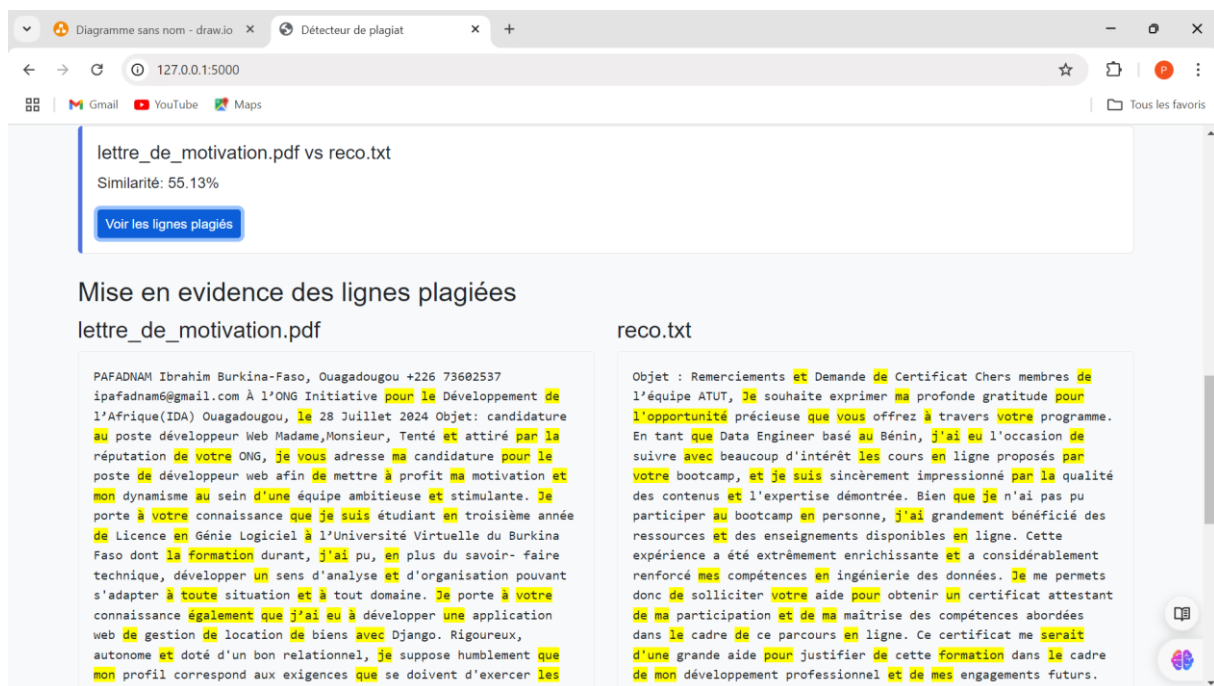 Diagramme sans nom - draw.io
Détecteur de plagiat
127.0.0.1:5000
P
Gmail
YouTube
Maps
Tous les favoris
lettre_de_motivation.pdf vs reco.txt
Similarité: 55.13%
Voir les lignes plagiés
Mise en evidence des lignes plagiées
lettre_de_motivation.pdf
PAFADNAM Ibrahim Burkina-Faso, Ouagadougou +226 73602537
ipafadnam6@gmail.com À l’ONG Initiative pour le Développement de
l’Afrique(IDA) Ouagadougou, le 28 Juillet 2024 Objet: candidature
au poste développeur Web Madame,Monsieur, Tenté et attiré par la
réputation de votre ONG, je vous adresse ma candidature pour le
poste de développeur web afin de mettre à profit ma motivation et
mon dynamisme au sein d'une équipe ambitieuse et stimulante. Je
porte à votre connaissance que je suis étudiant en troisième année
de Licence en Génie Logiciel à l’Université Virtuelle du Burkina
Faso dont la formation durant, j'ai pu, en plus du savoir- faire
technique, développer un sens d'analyse et d'organisation pouvant
s'adapter à toute situation et à tout domaine. Je porte à votre
connaissance également que j’ai eu à développer une application
web de gestion de location de biens avec Django. Rigoureux,
autonome et doté d'un bon relationnel, je suppose humblement que
mon profil correspond aux exigences que se doivent d'exercer les
reco.txt
Objet : Remerciements et Demande de Certificat Chers membres de
l’équipe ATUT, Je souhaite exprimer ma profonde gratitude pour
l'opportunité précieuse que vous offrez à travers votre programme.
En tant que Data Engineer basé au Bénin, j'ai eu l'occasion de
suivre avec beaucoup d'intérêt les cours en ligne proposés par
votre bootcamp, et je suis sincèrement impressionné par la qualité
des contenus et l'expertise démontrée. Bien que je n'ai pas pu
participer au bootcamp en personne, j'ai grandement bénéficié des
ressources et des enseignements disponibles en ligne. Cette
expérience a été extrêmement enrichissante et a considérablement
renforcé mes compétences en ingénierie des données. Je me permets
donc de solliciter votre aide pour obtenir un certificat attestant
de ma participation et de ma maîtrise des compétences abordées
dans le cadre de ce parcours en ligne. Ce certificat me serait
d'une grande aide pour justifier de cette formation dans le cadre
de mon développement professionnel et de mes engagements futurs.